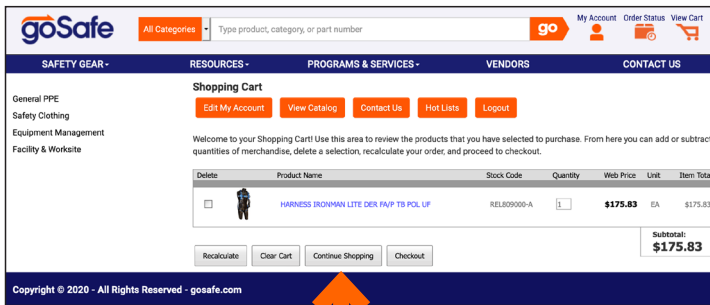 goSafe
All Categories
Type product, category, or part number
go
My Account Order Status View Cart
SAFETY GEAR RESOURCES PROGRAMS & SERVICES VENDORS CONTACT US
General PPE
Safety Clothing
Equipment Management
Facility & Worksite
Shopping Cart
Edit My Account View Catalog Contact Us Hot Lists Logout
Welcome to your Shopping Cart! Use this area to review the products that you have selected to purchase. From here you can add or subtract
quantities of merchandise, delete a selection, recalculate your order, and proceed to checkout.
Delete Product Name Stock Code Quantity Web Price Unit Item Tota
HARNESS IRONMAN LITE DER FA/P TB POL UF REL809000-A 1 $175.83 EA $175.83
Subtotal:
$175.83
Recalculate Clear Cart Continue Shopping Checkout
Copyright © 2020 - All Rights Reserved - gosafe.com